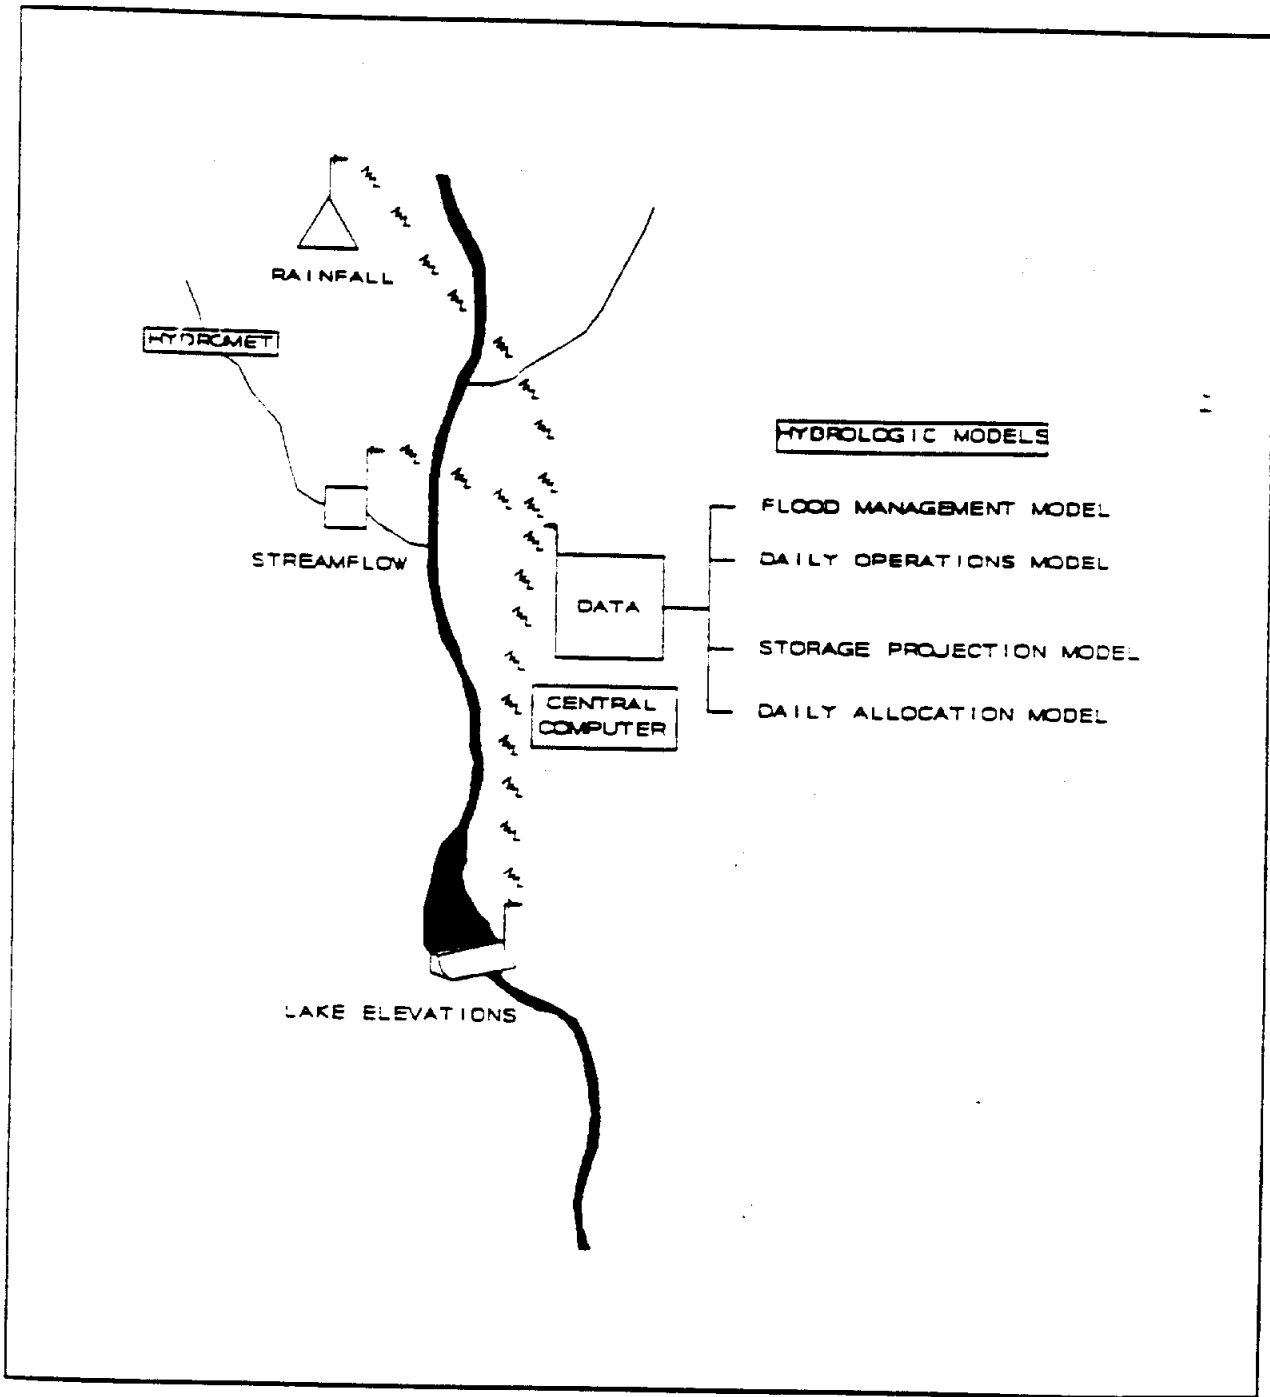 RAINFALL
HYDROMET
HYDROLOGIC MODELS
FLOOD MANAGEMENT MODEL
STREAMFLOW
DAILY OPERATIONS MODEL
DATA
STORAGE PROJECTION MODEL
CENTRAL
COMPUTER
DAILY ALLOCATION MODEL
LAKE ELEVATIONS